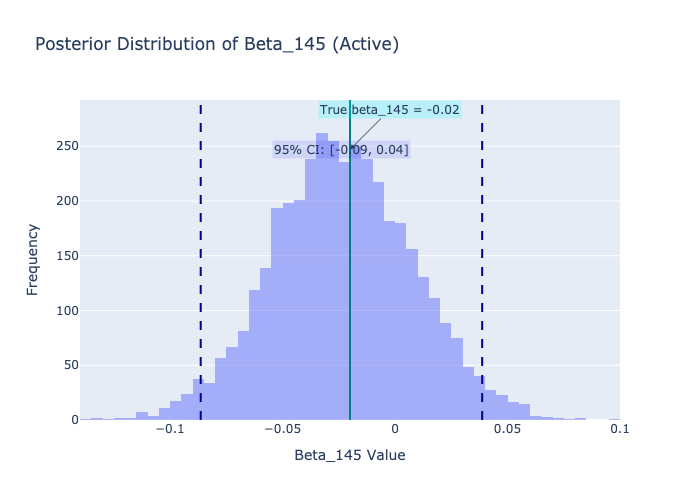 Posterior Distribution of Beta_145 (Active)
True beta_145 = -0.02
95% CI: [-0.09, 0.04]
250
200
150
100
50
0
Frequency
−0.1
−0.05
0
0.05
0.1
Beta_145 Value